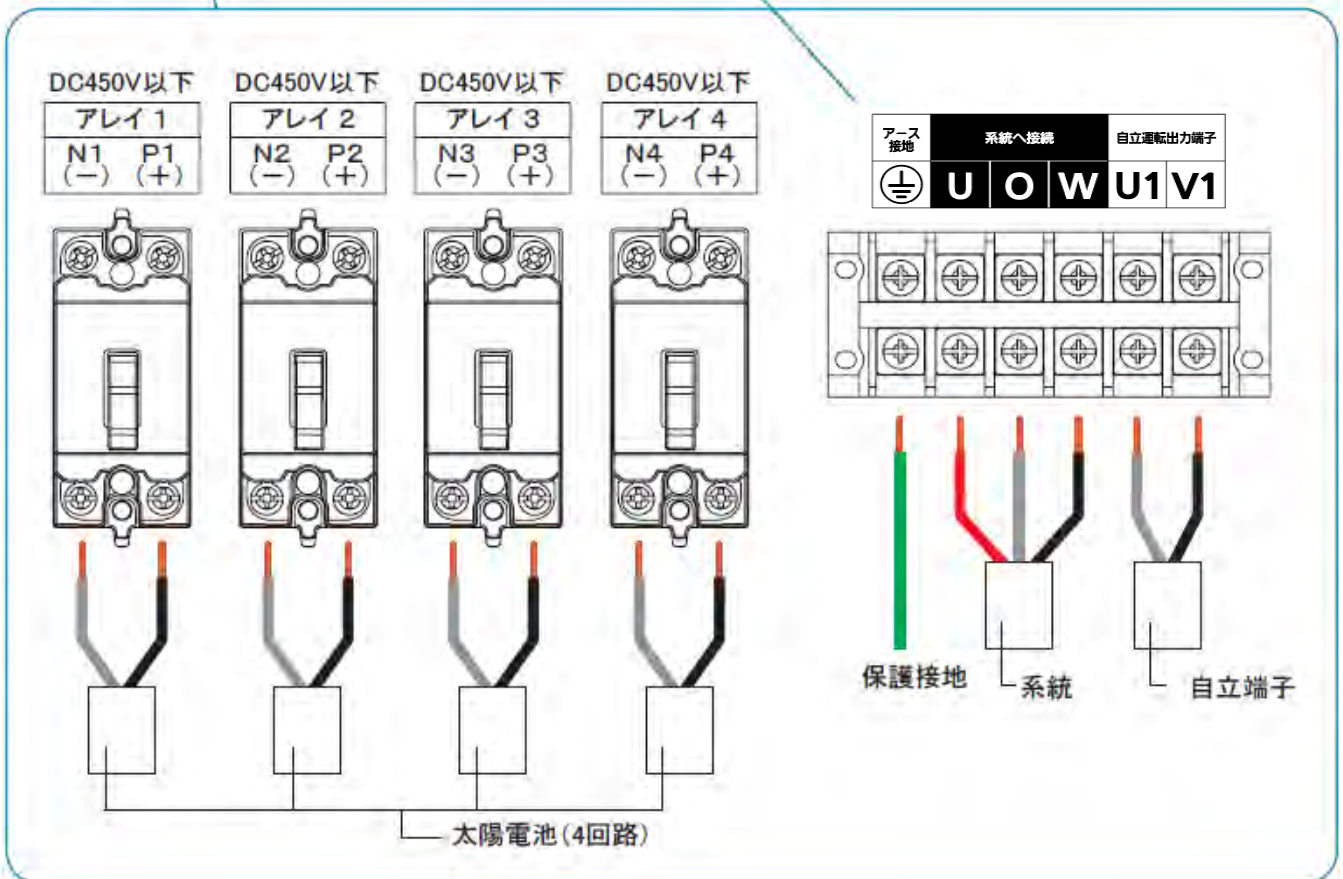 DC450V以下 DC450V以下 DC450V以下 DC450V以下
アレイ 1 アレイ 2 アレイ 3 アレイ 4
N1 P1 N2 P2 N3 P3 N4 P4
(−) (+) (−) (+) (−) (+) (−) (+)
アース
接地
系統へ接続
自立運転出力端子
U O W U1 V1
保護接地
系統
自立端子
太陽電池(4回路)